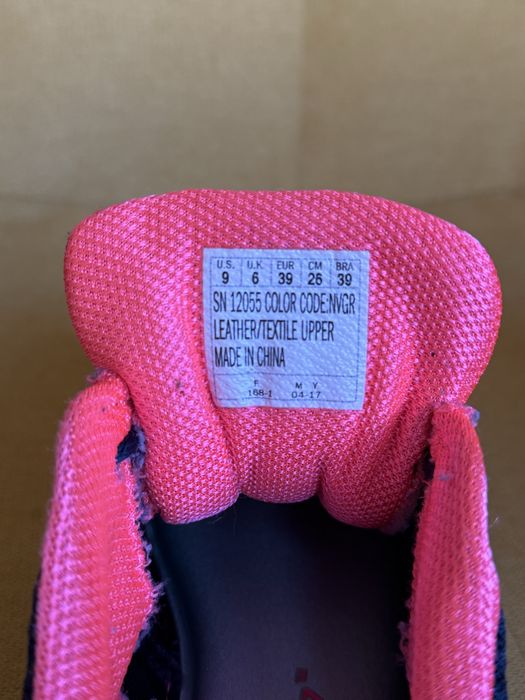 U.S. U.K. EUR CM BRA
9 6 39 26 39
SN 12055 COLOR CODE:NVGR
LEATHER/TEXTILE UPPER
MADE IN CHINA
F M Y
168-1 04-17